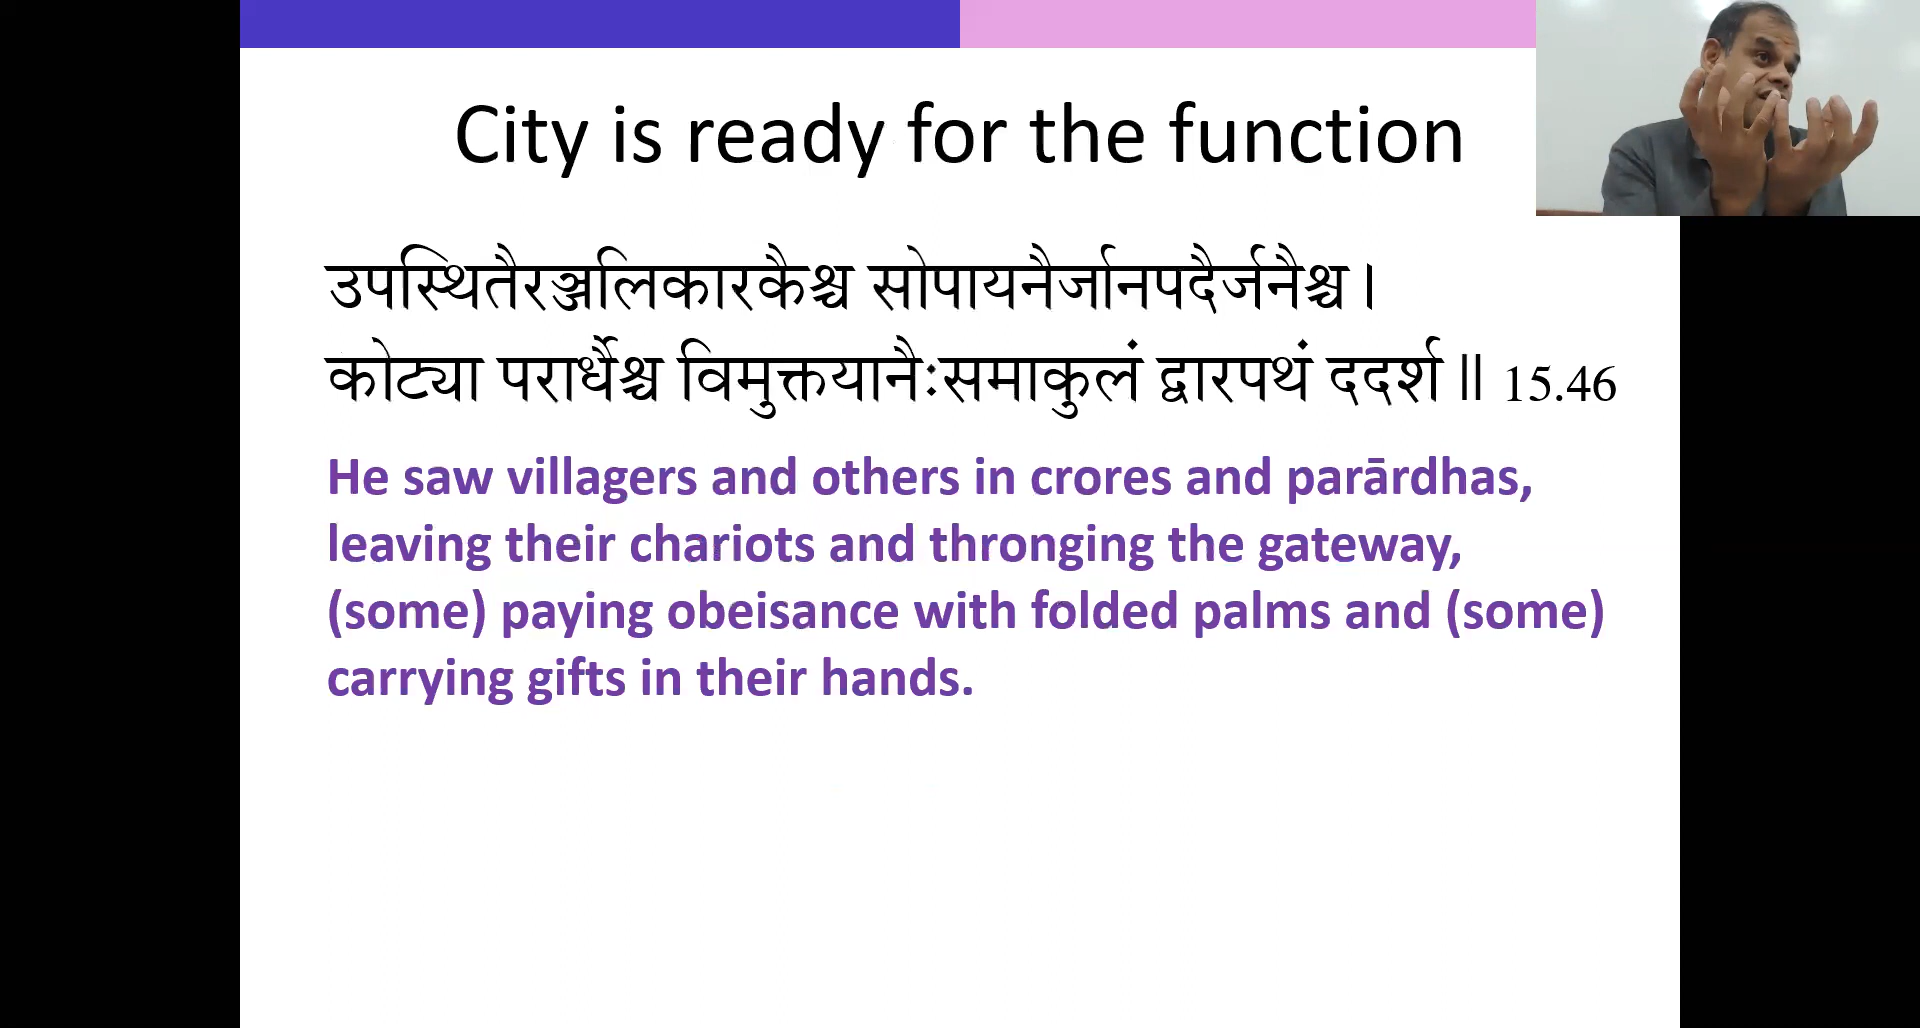 City is ready for the function
उपस्थितैरञ्जलिकारकैश्च सोपायनैर्जानपदैर्जनैश्च।
कोट्या परार्धैश्च विमुक्तयानैःसमाकुलं द्वारपथं ददर्श॥ 15.46
He saw villagers and others in crores and parārdhas,
leaving their chariots and thronging the gateway,
(some) paying obeisance with folded palms and (some)
carrying gifts in their hands.